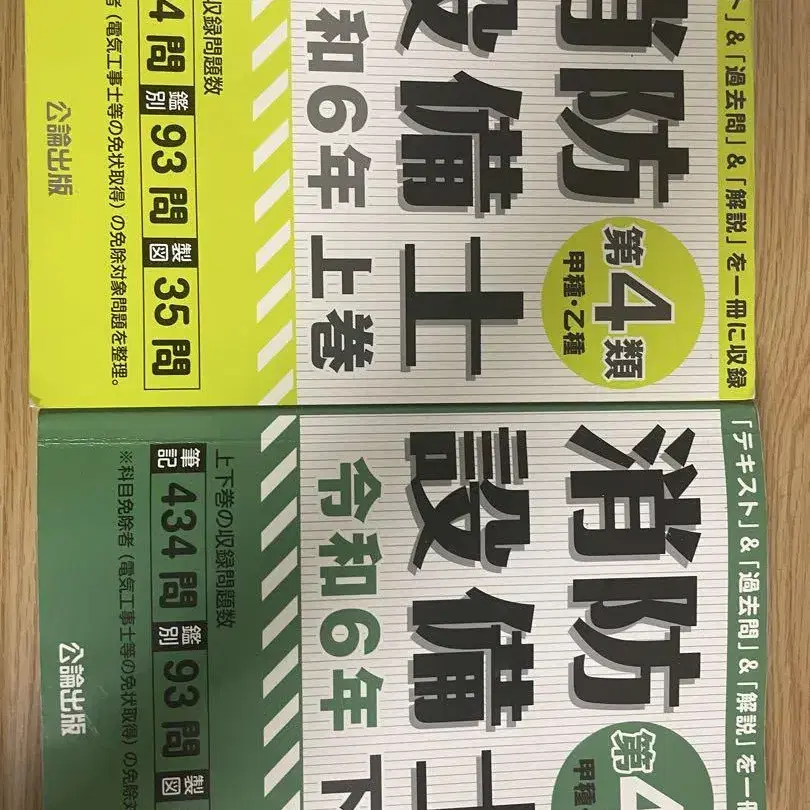 ト」&「過去問」&「解説」を一冊に収録
消防
第4類
甲種・乙種
設備士
和6年 上巻
収録問題数
4問 鑑別 93問 製図 35問
者（電気工事士等の免状取得）の免除対象問題を整理。
公論出版
「テキスト」&「過去問」&「解説」を一冊
消防
第4
甲種
設備士
令和6年 下
上下巻の収録問題数
筆記 434問 鑑別 93問 製図
※科目免除者（電気工事士等の免状取得）の免除対
公論出版